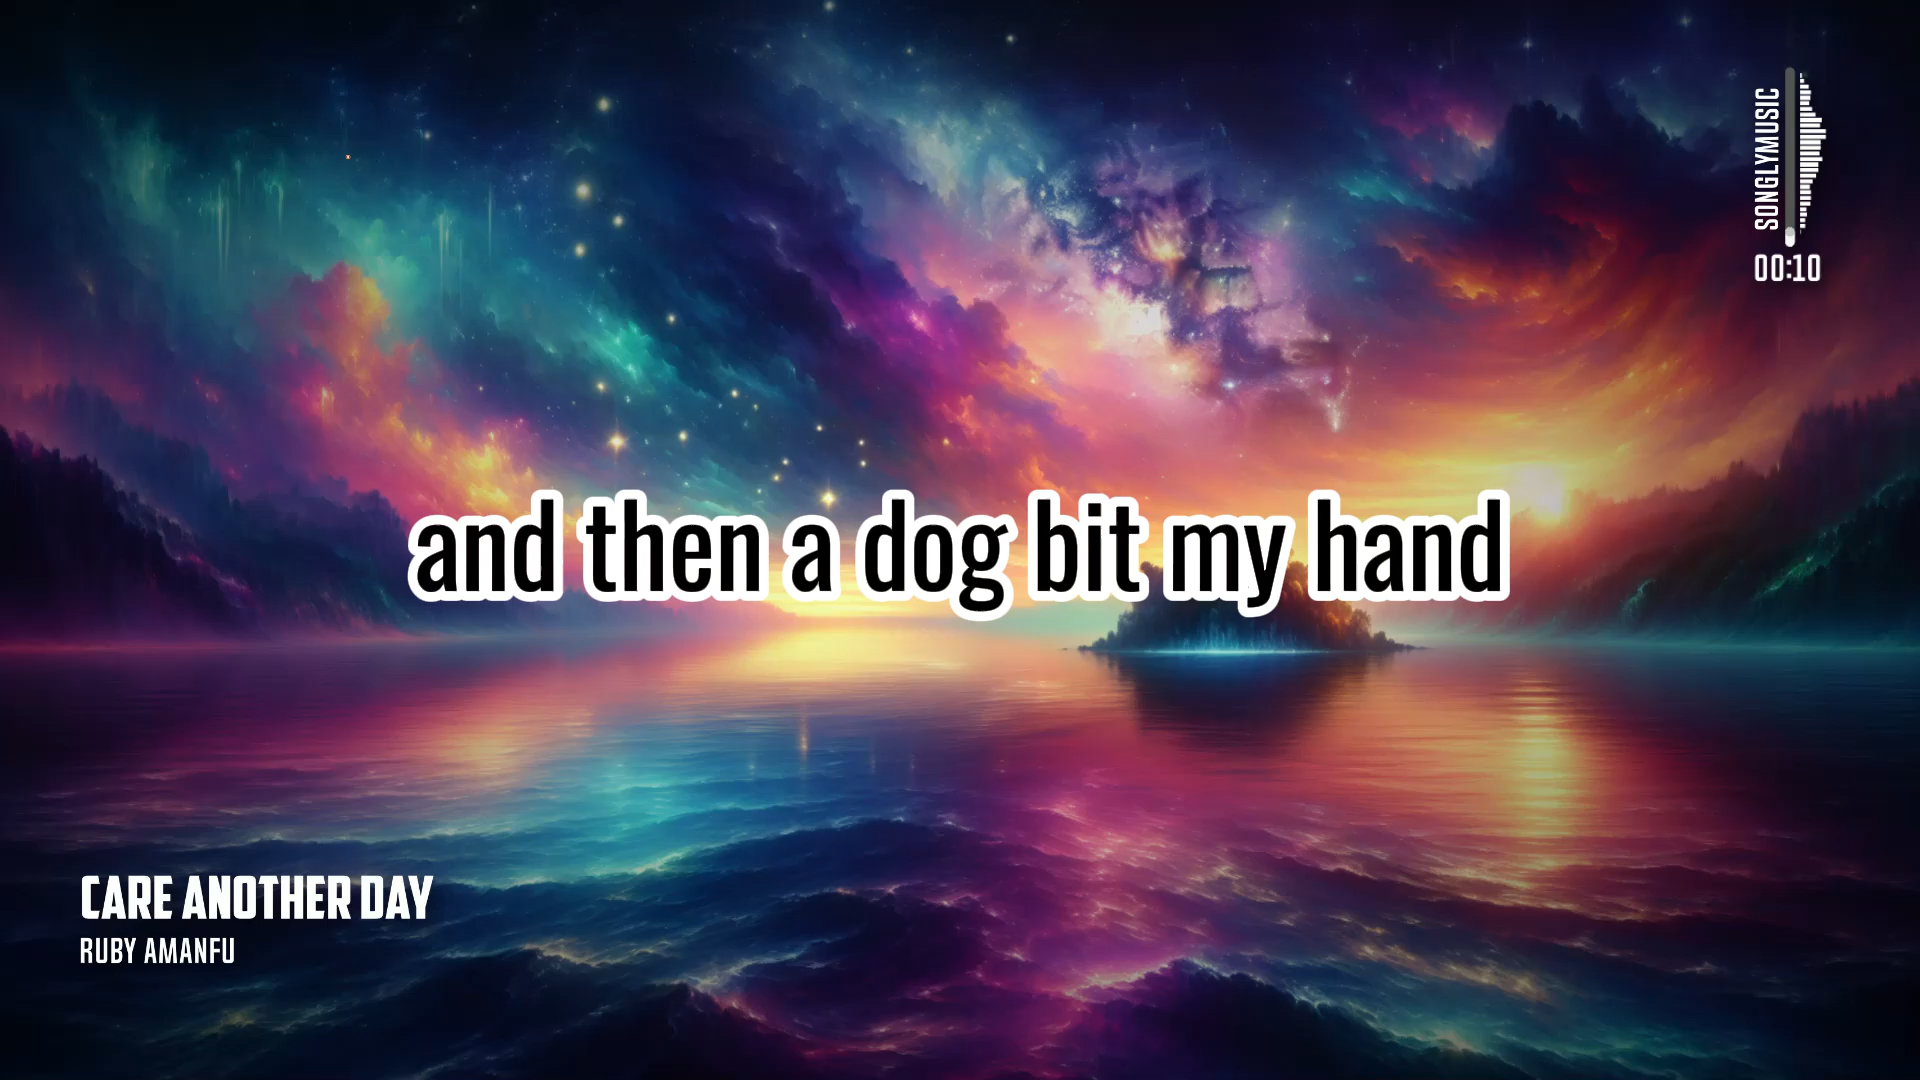 SONGLYMUSIC
00:10
and then a dog bit my hand
CARE ANOTHER DAY
RUBY AMANFU